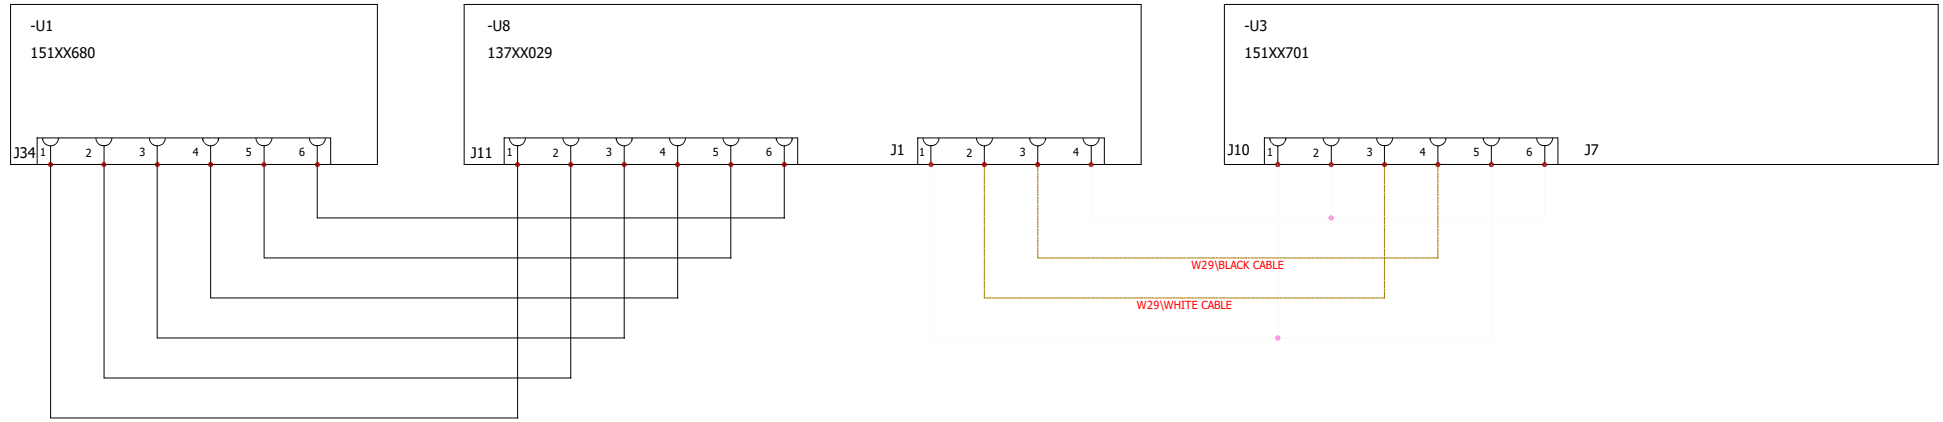 -U1
151XX680
J34
1 2 3 4 5 6
-U8
137XX029
J11
1 2 3 4 5 6
J1
1 2 3 4
-U3
151XX701
J10
1 2 3 4 5 6
J7
W29\BLACK CABLE
W29\WHITE CABLE